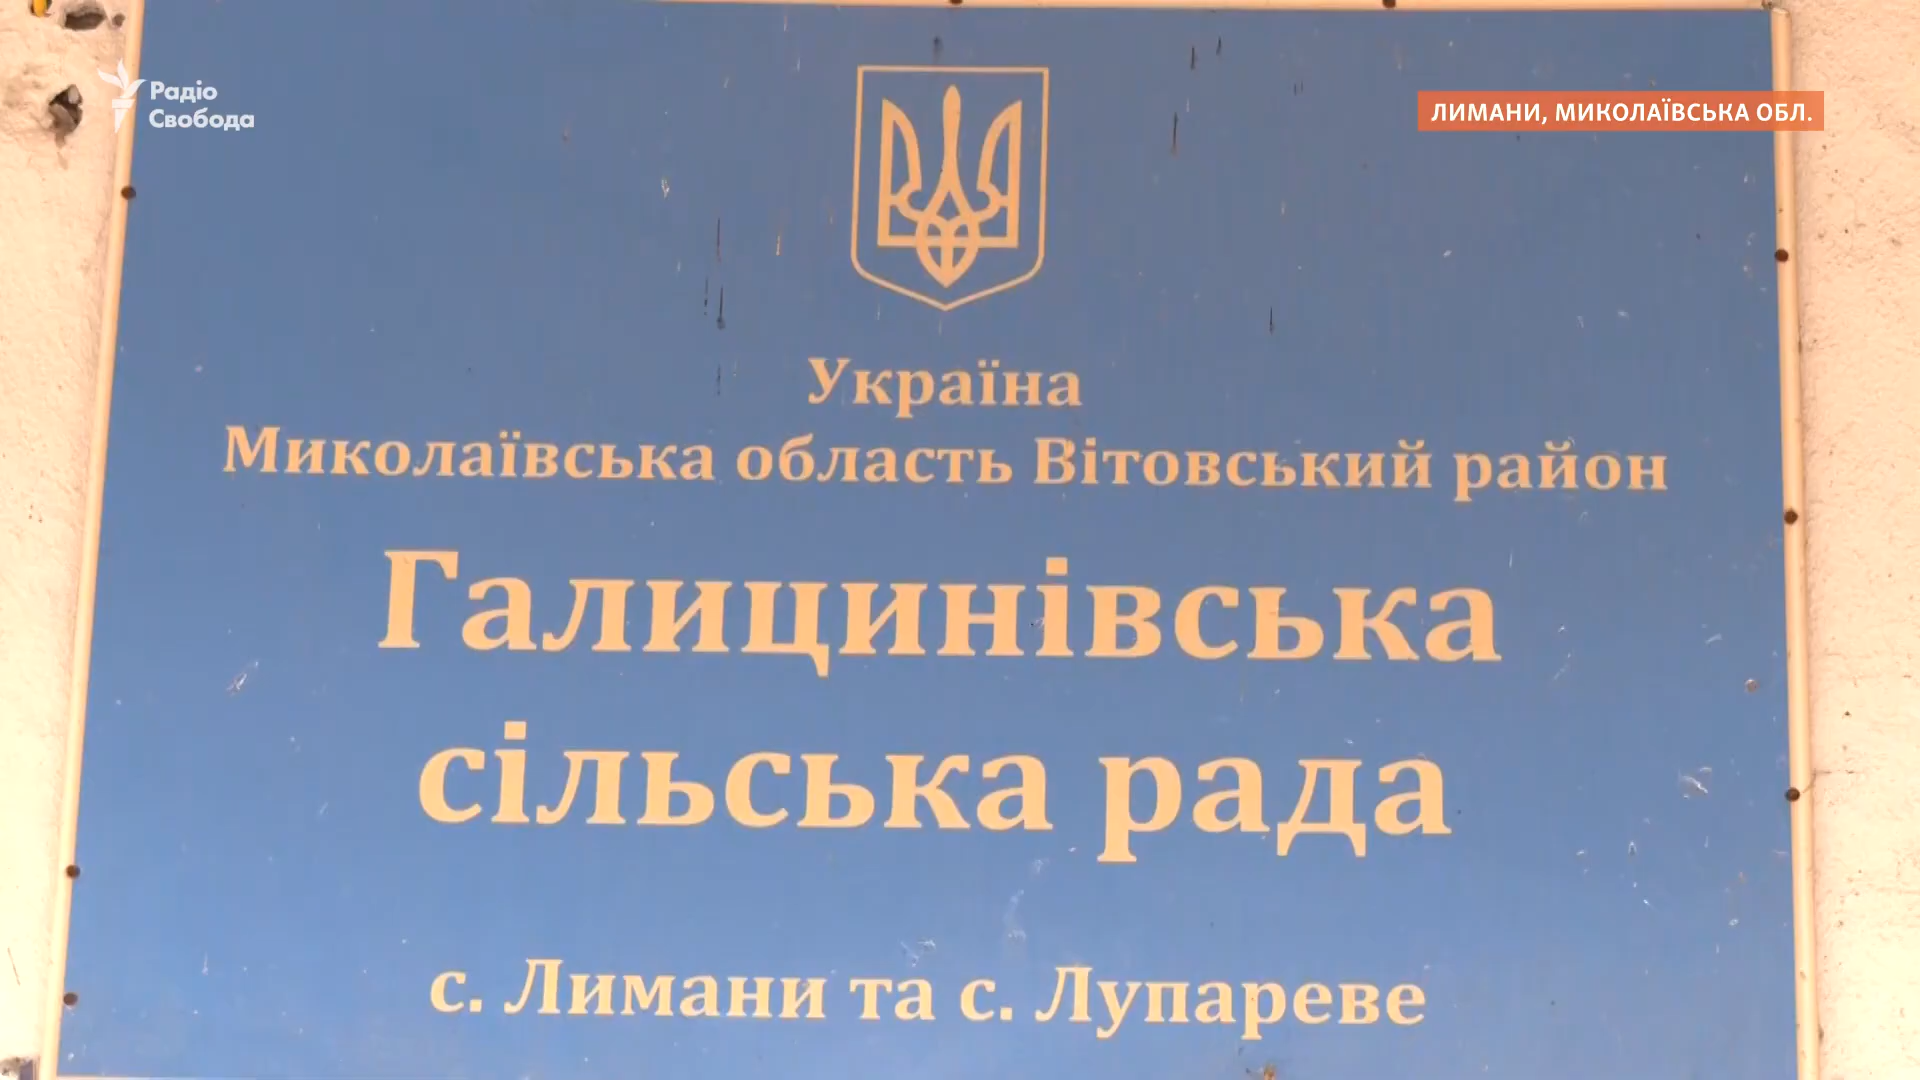 Радіо
Свобода
ЛИМАНИ, МИКОЛАЇВСЬКА ОБЛ.
Україна
Миколаївська область Вітовський район
Галицинівська
сільська рада
с. Лимани та с. Лупареве